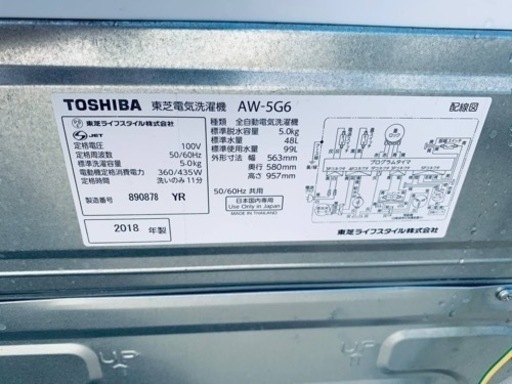 TOSHIBA 東芝電気洗濯機 AW-5G6 配線図
東芝ライフスタイル株式会社
JET
定格電圧 100V
定格周波数 50/60Hz
標準洗濯容量 5.0kg
電動機定格消費電力 360/435W
定格時間 洗いのみ 11分
製造番号 890878 YR
2018 年製
種類 全自動電気洗濯機
標準脱水容量 5.0kg
標準水量 48L
標準使用水量 99L
外形寸法 幅 563mm
奥行 580mm
高さ 957mm
50/60Hz 共用
日本国内専用
Use Only in Japan
MADE IN THAILAND
プログラムタイマ
東芝ライフスタイル株式会社
UP
UP